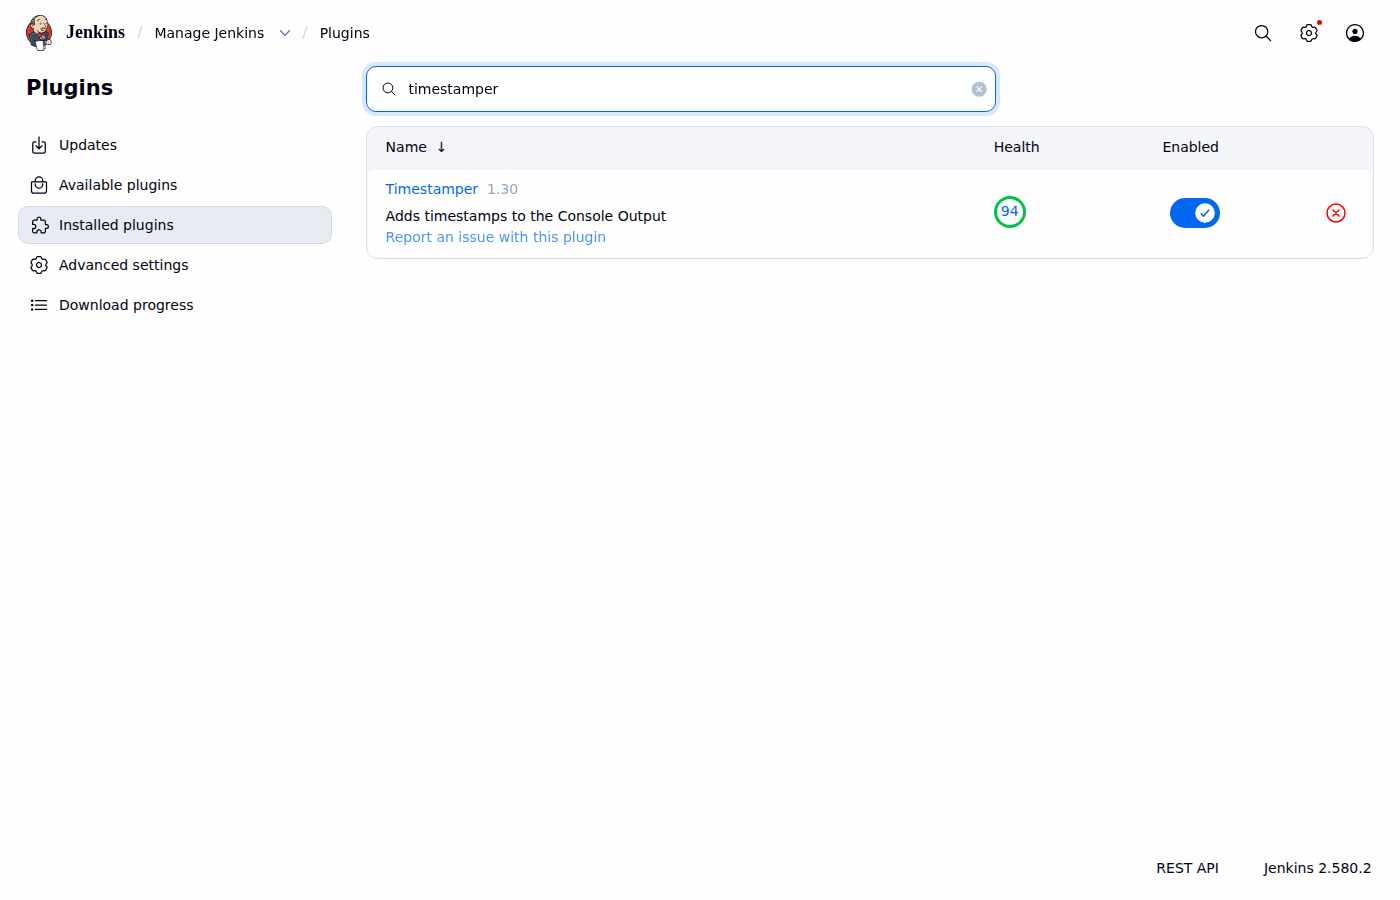 Jenkins / Manage Jenkins / Plugins
Plugins
timestamper
Updates
Available plugins
Installed plugins
Advanced settings
Download progress
Name ↓ Health Enabled
Timestamper 1.30
Adds timestamps to the Console Output
Report an issue with this plugin
94
REST API Jenkins 2.580.2